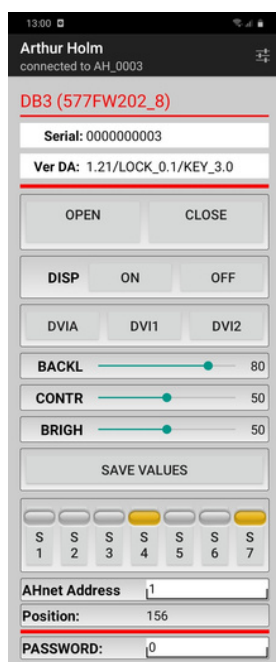 13:00
Arthur Holm
connected to AH_0003
DB3 (577FW202_8)
Serial: 0000000003
Ver DA: 1.21/LOCK_0.1/KEY_3.0
OPEN CLOSE
DISP ON OFF
DVIA DVI1 DVI2
BACKL 80
CONTR 50
BRIGH 50
SAVE VALUES
S S S S S S S
1 2 3 4 5 6 7
AHnet Address 1
Position: 156
PASSWORD: 0